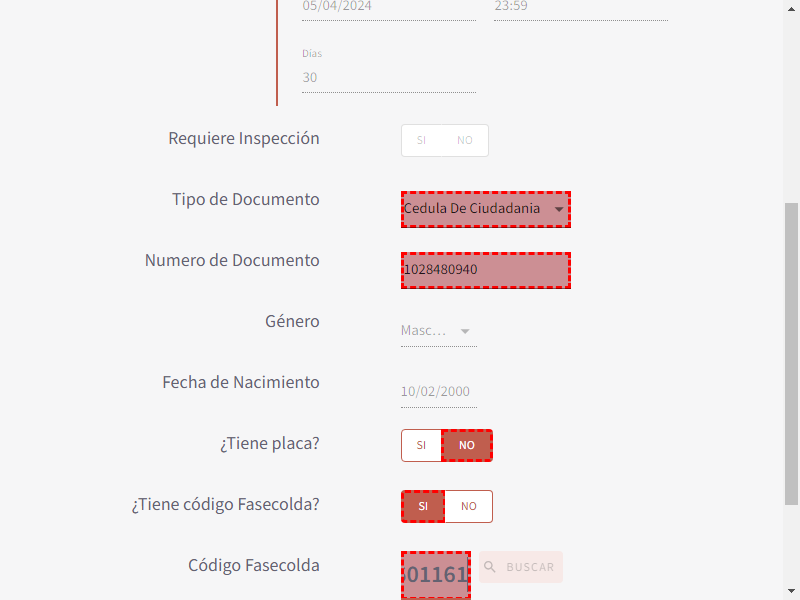 05/04/2024 23:59
Días
30
Requiere Inspección SI NO
Tipo de Documento Cedula De Ciudadania
Numero de Documento 1028480940
Género Masc...
Fecha de Nacimiento 10/02/2000
¿Tiene placa? SI NO
¿Tiene código Fasecolda? SI NO
Código Fasecolda 01161 BUSCAR